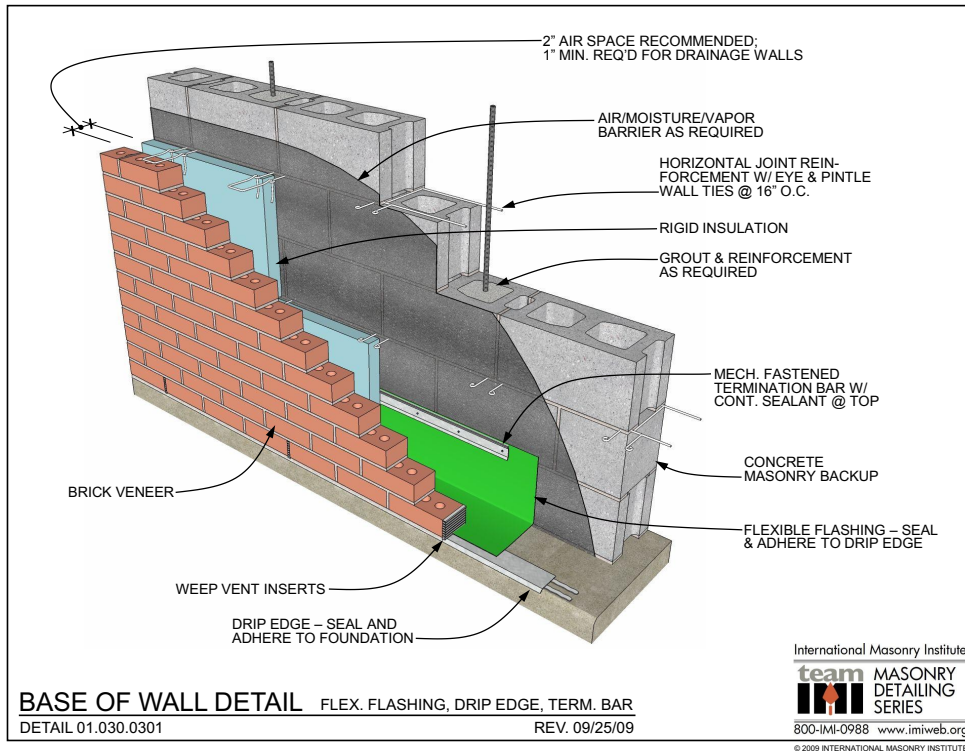 2” AIR SPACE RECOMMENDED;
1” MIN. REQ’D FOR DRAINAGE WALLS
AIR/MOISTURE/VAPOR
BARRIER AS REQUIRED
HORIZONTAL JOINT REIN-
FORCEMENT W/ EYE & PINTLE
WALL TIES @ 16” O.C.
RIGID INSULATION
GROUT & REINFORCEMENT
AS REQUIRED
MECH. FASTENED
TERMINATION BAR W/
CONT. SEALANT @ TOP
CONCRETE
MASONRY BACKUP
BRICK VENEER
FLEXIBLE FLASHING – SEAL
& ADHERE TO DRIP EDGE
WEEP VENT INSERTS
DRIP EDGE – SEAL AND
ADHERE TO FOUNDATION
BASE OF WALL DETAIL FLEX. FLASHING, DRIP EDGE, TERM. BAR
DETAIL 01.030.0301 REV. 09/25/09
International Masonry Institute
team IMI MASONRY
DETAILING
SERIES
800-IMI-0988 www.imiweb.org
© 2009 INTERNATIONAL MASONRY INSTITUTE